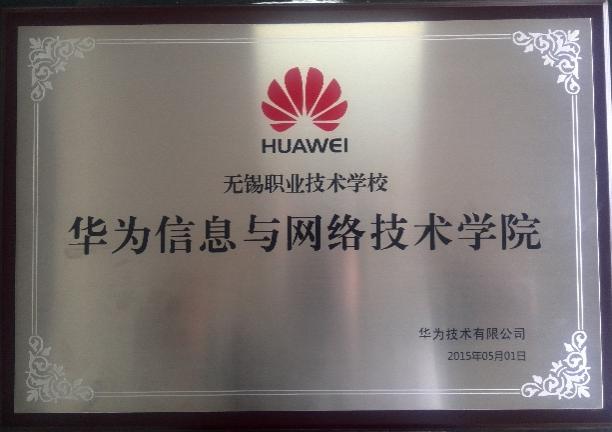 HUAWEI
无锡职业技术学校
华为信息与网络技术学院
华为技术有限公司
2015年05月01日